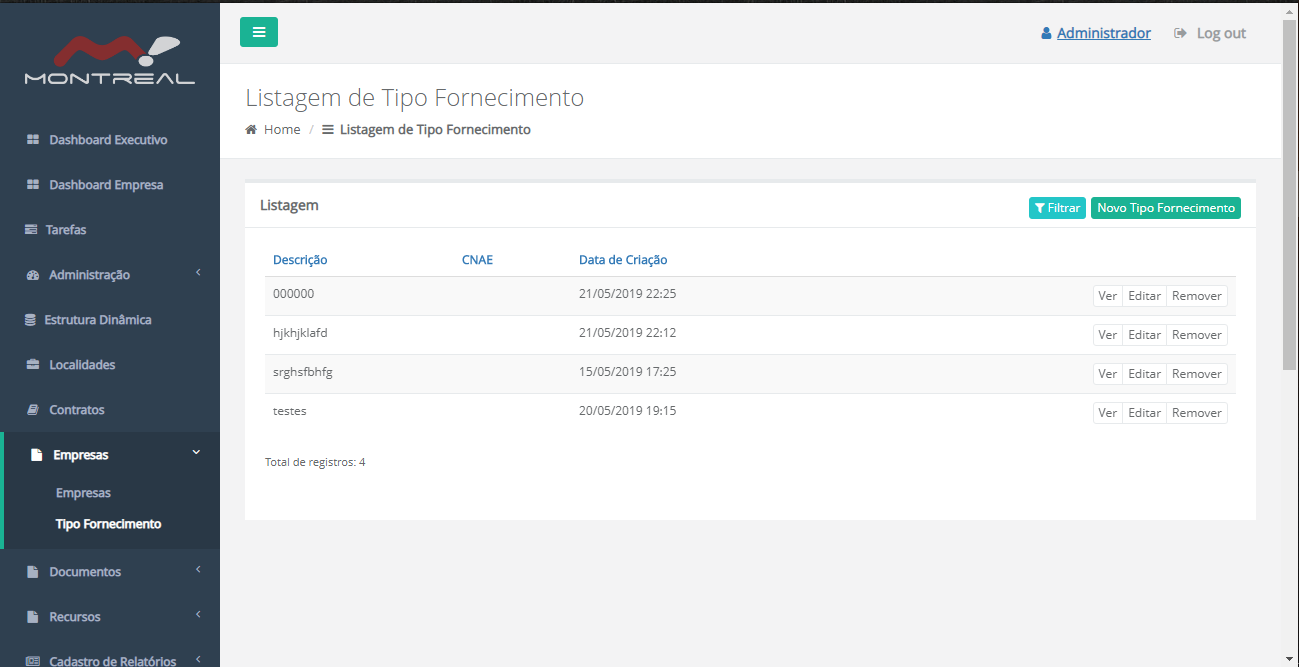 MONTREAL
Administrador Log out
Listagem de Tipo Fornecimento
Home / Listagem de Tipo Fornecimento
Dashboard Executivo
Dashboard Empresa
Tarefas
Administração
Estrutura Dinâmica
Localidades
Contratos
Empresas
Empresas
Tipo Fornecimento
Documentos
Recursos
Cadastro de Relatórios
Listagem Filtrar Novo Tipo Fornecimento
Descrição CNAE Data de Criação
000000 21/05/2019 22:25 Ver Editar Remover
hjkhjklafd 21/05/2019 22:12 Ver Editar Remover
srghsfbhfg 15/05/2019 17:25 Ver Editar Remover
testes 20/05/2019 19:15 Ver Editar Remover
Total de registros: 4